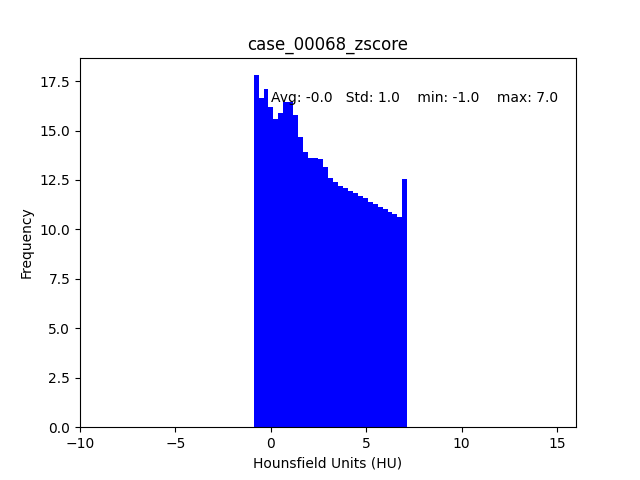 case_00068_zscore
17.5
Avg: -0.0 Std: 1.0 min: -1.0 max: 7.0
15.0
12.5
10.0
7.5
5.0
2.5
0.0
Frequency
−10 −5 0 5 10 15
Hounsfield Units (HU)